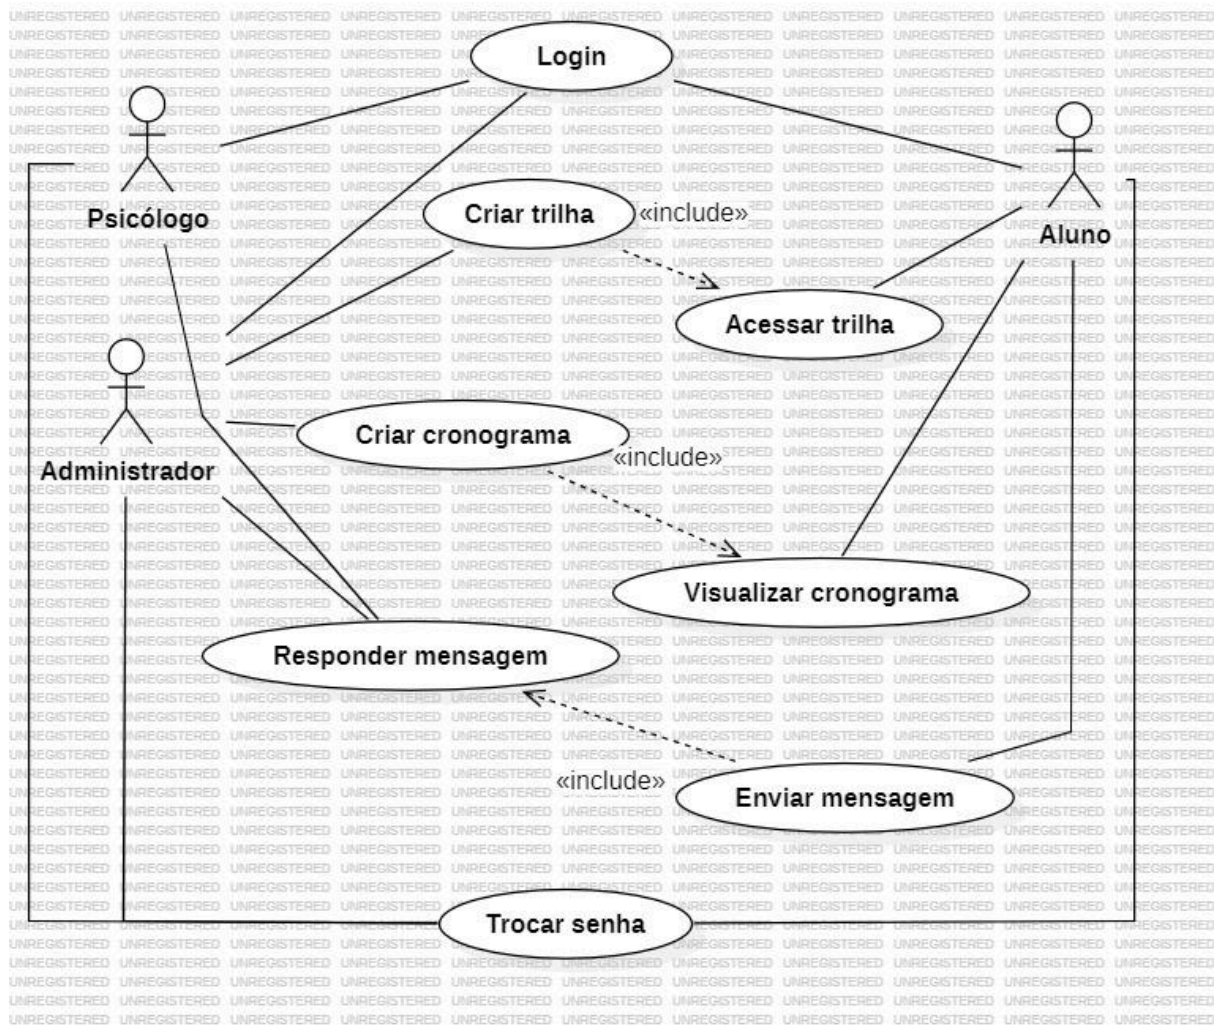 Login
Psicólogo
Criar trilha
«include»
Aluno
Acessar trilha
Criar cronograma
«include»
Administrador
Visualizar cronograma
Responder mensagem
«include»
Enviar mensagem
Trocar senha
UNREGISTERED